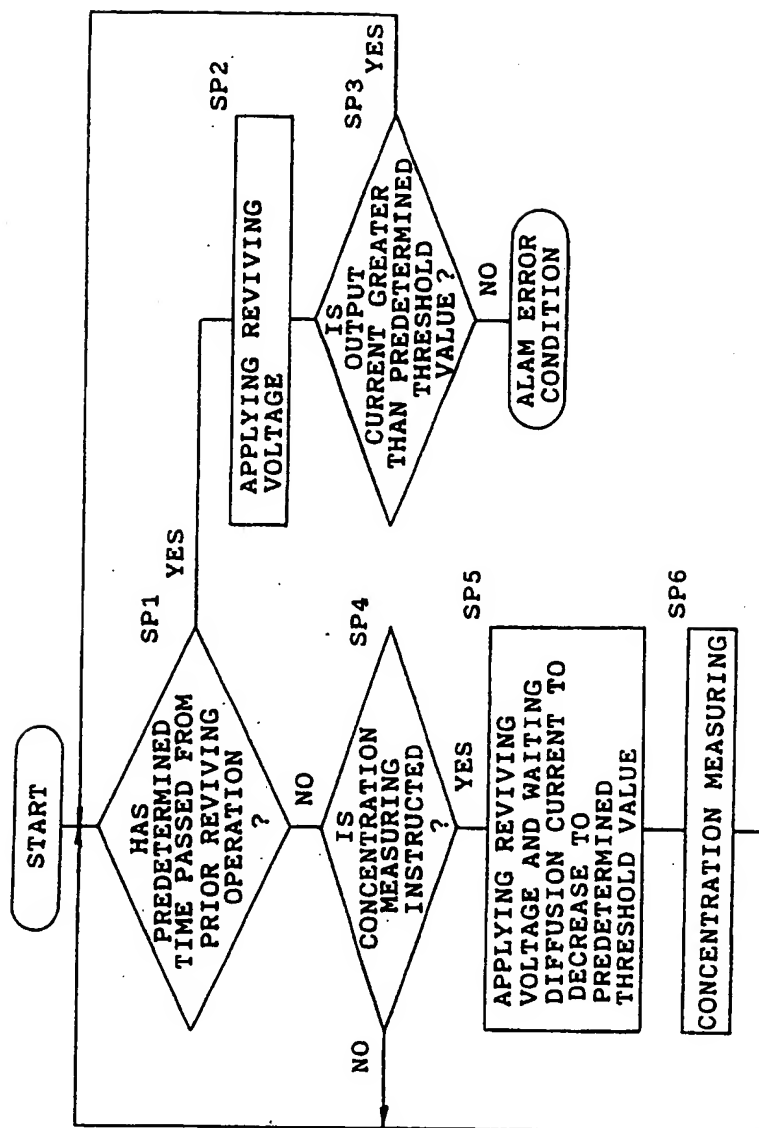 START
SP1
HAS
PREDETERMINED
TIME PASSED FROM
PRIOR REVIVING
OPERATION
?
YES
NO
SP2
APPLYING REVIVING
VOLTAGE
SP3
IS
OUTPUT
CURRENT GREATER
THAN PREDETERMINED
THRESHOLD
VALUE ?
YES
NO
ALAM ERROR
CONDITION
SP4
IS
CONCENTRATION
MEASURING
INSTRUCTED
?
NO
YES
SP5
APPLYING REVIVING
VOLTAGE AND WAITING
DIFFUSION CURRENT TO
DECREASE TO
PREDETERMINED
THRESHOLD VALUE
SP6
CONCENTRATION MEASURING